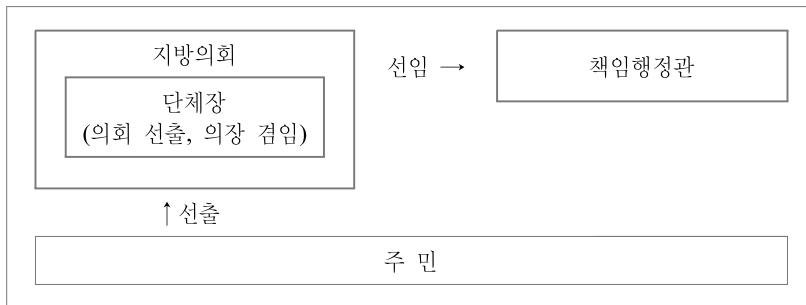 지방의회
단체장
(의회 선출, 의장 겸임)
선임 →
책임행정관
↑선출
주 민